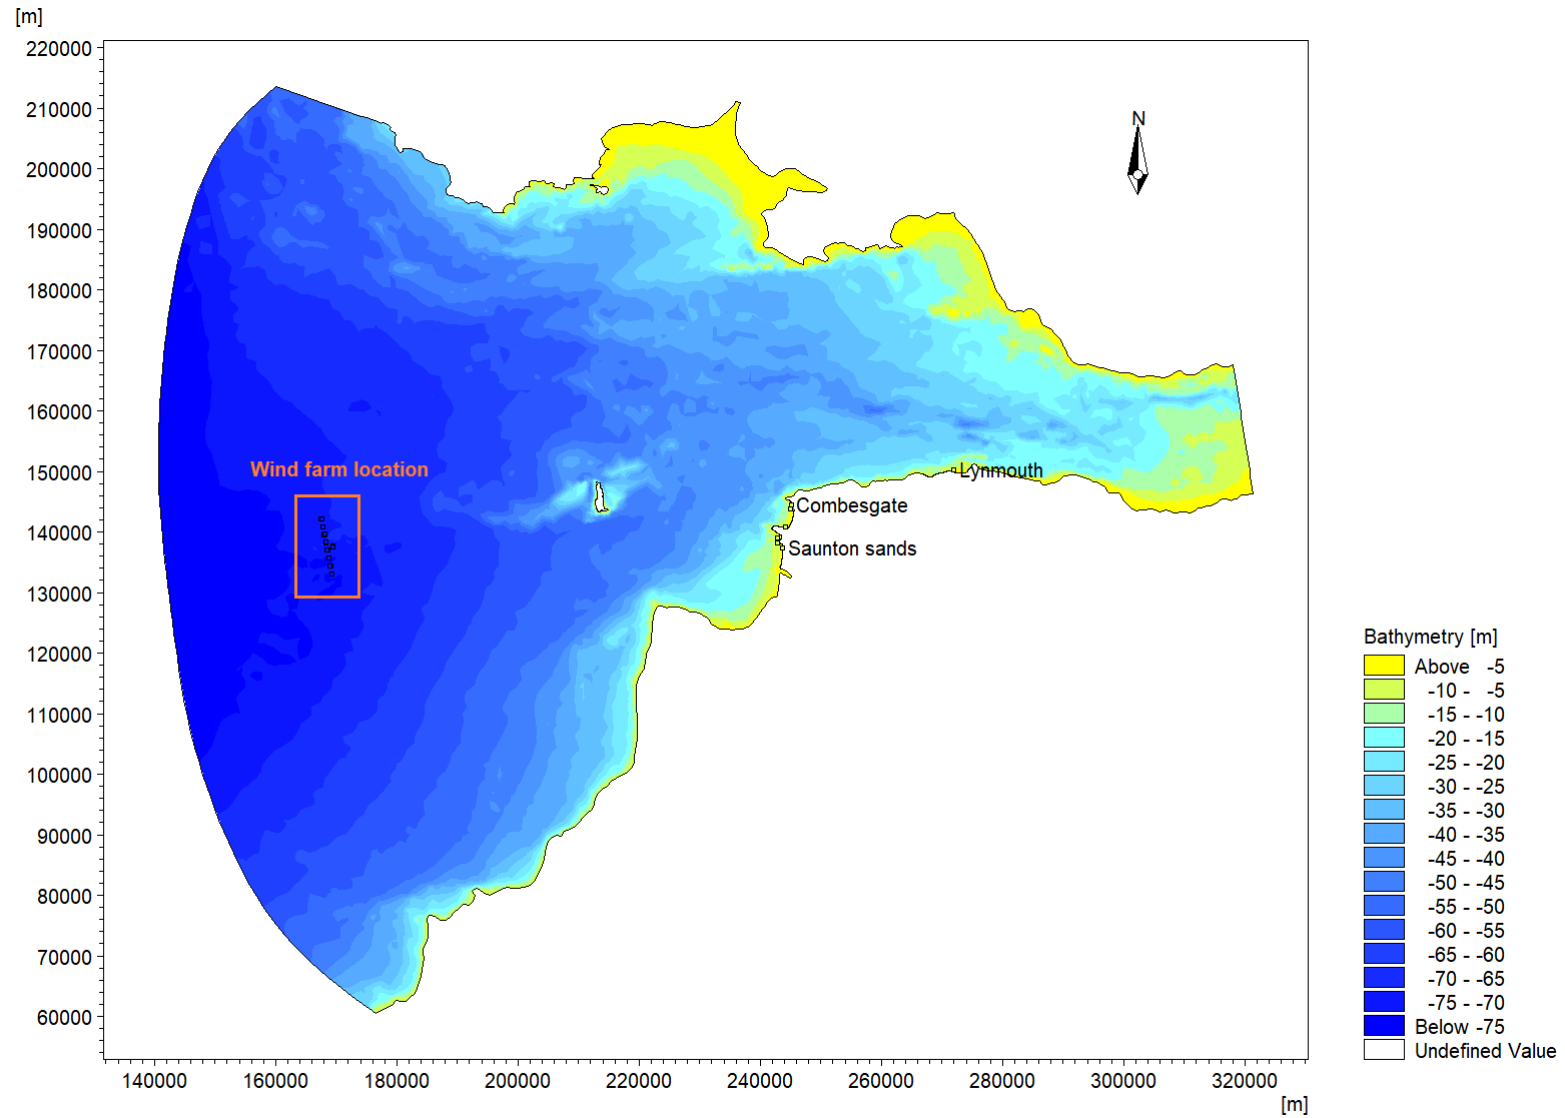 [m]
220000
210000
200000
190000
180000
170000
160000
150000
140000
130000
120000
110000
100000
90000
80000
70000
60000
N
Wind farm location
Lynmouth
Combesgate
Saunton sands
140000 160000 180000 200000 220000 240000 260000 280000 300000 320000
[m]
Bathymetry [m]
Above -5
-10 - -5
-15 - -10
-20 - -15
-25 - -20
-30 - -25
-35 - -30
-40 - -35
-45 - -40
-50 - -45
-55 - -50
-60 - -55
-65 - -60
-70 - -65
-75 - -70
Below -75
Undefined Value